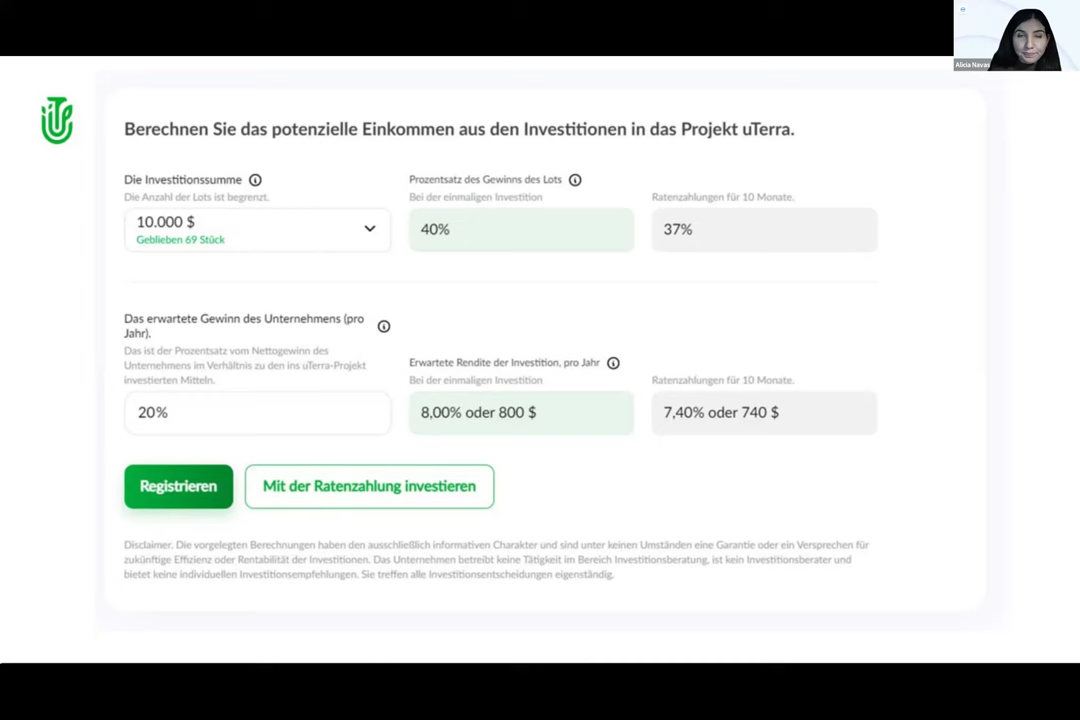 Alicia Navas
Berechnen Sie das potenzielle Einkommen aus den Investitionen in das Projekt uTerra.
Die Investitionssumme
Die Anzahl der Lots ist begrenzt.
10.000 $
Geblieben 69 Stück
Prozentsatz des Gewinns des Lots
Bei der einmaligen Investition
40%
Ratenzahlungen für 10 Monate.
37%
Das erwartete Gewinn des Unternehmens (pro
Jahr).
Das ist der Prozentsatz vom Nettogewinn des
Unternehmens im Verhältnis zu den ins uTerra-Projekt
investierten Mitteln.
20%
Erwartete Rendite der Investition, pro Jahr
Bei der einmaligen Investition
8,00% oder 800 $
Ratenzahlungen für 10 Monate.
7,40% oder 740 $
Registrieren
Mit der Ratenzahlung investieren
Disclaimer. Die vorgelegten Berechnungen haben den ausschließlich informativen Charakter und sind unter keinen Umständen eine Garantie oder ein Versprechen für
zukünftige Effizienz oder Rentabilität der Investitionen. Das Unternehmen betreibt keine Tätigkeit im Bereich Investitionsberatung, ist kein Investitionsberater und
bietet keine individuellen Investitionsempfehlungen. Sie treffen alle Investitionsentscheidungen eigenständig.